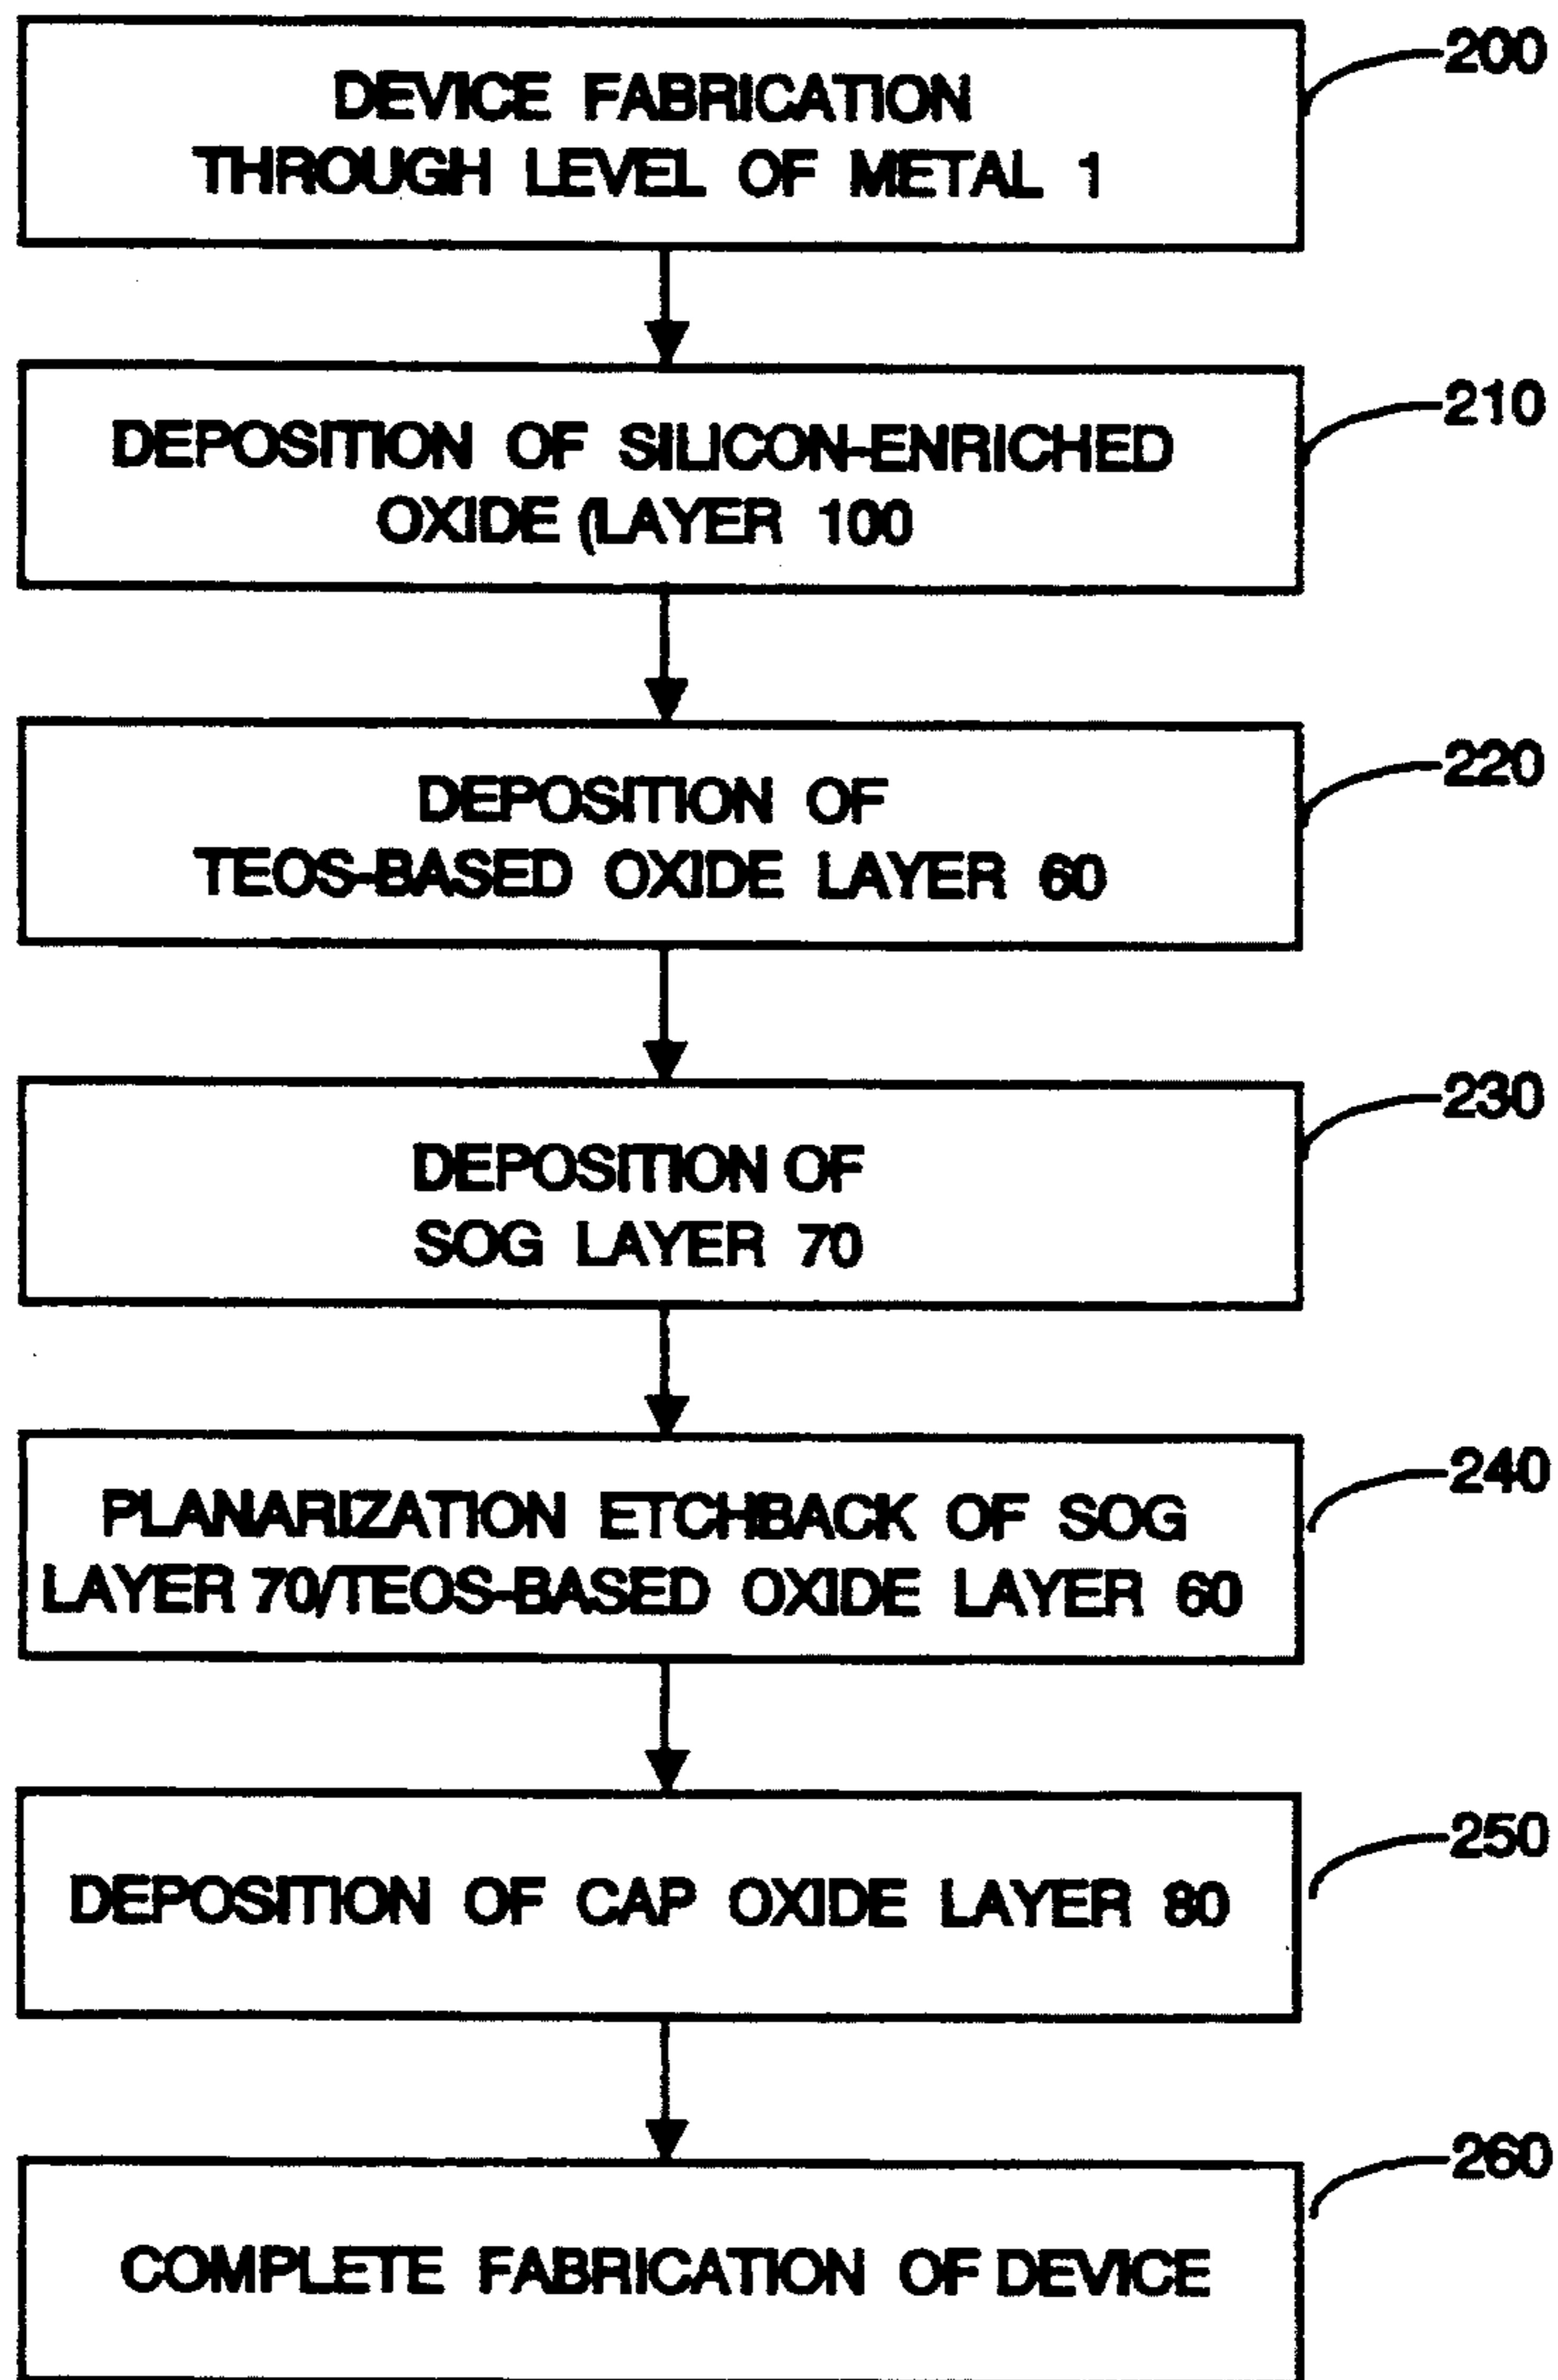 200
DEVICE FABRICATION
THROUGH LEVEL OF METAL 1
210
DEPOSITION OF SILICON-ENRICHED
OXIDE (LAYER 100
220
DEPOSITION OF
TEOS-BASED OXIDE LAYER 60
230
DEPOSITION OF
SOG LAYER 70
240
PLANARIZATION ETCHBACK OF SOG
LAYER 70/TEOS-BASED OXIDE LAYER 60
250
DEPOSITION OF CAP OXIDE LAYER 80
260
COMPLETE FABRICATION OF DEVICE